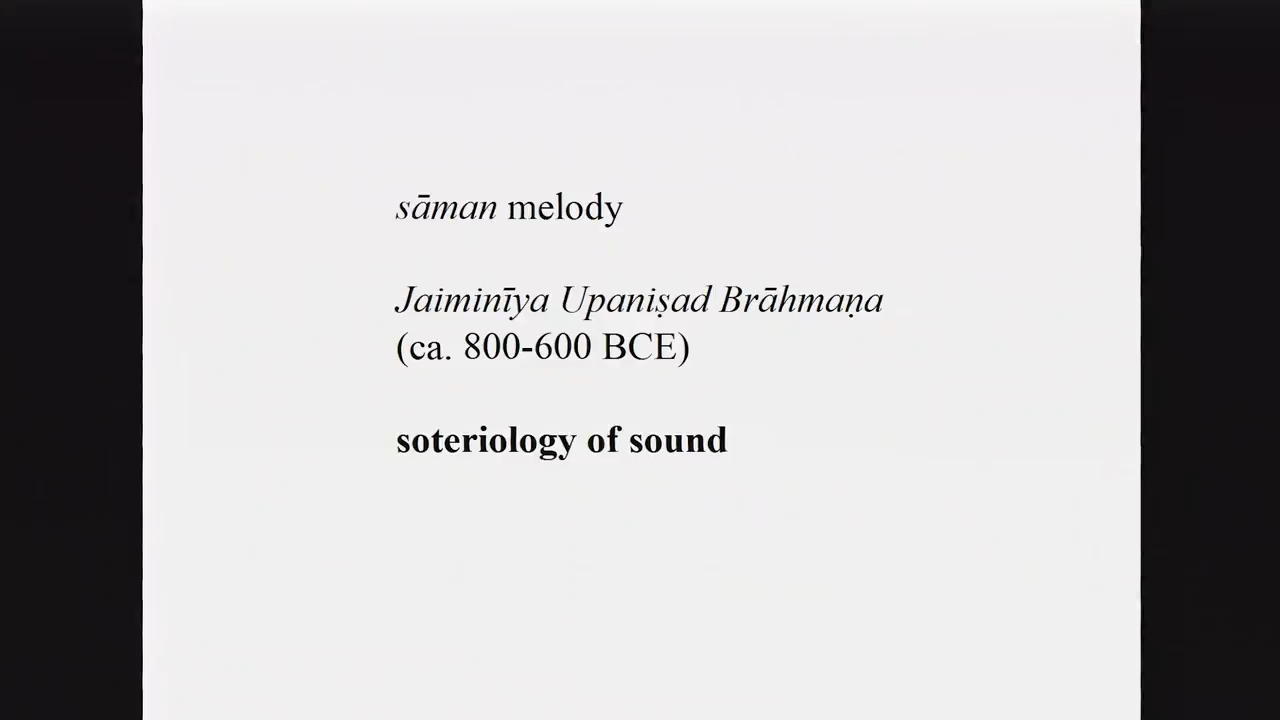 sāman melody
Jaiminīya Upaniṣad Brāhmaṇa
(ca. 800-600 BCE)
soteriology of sound